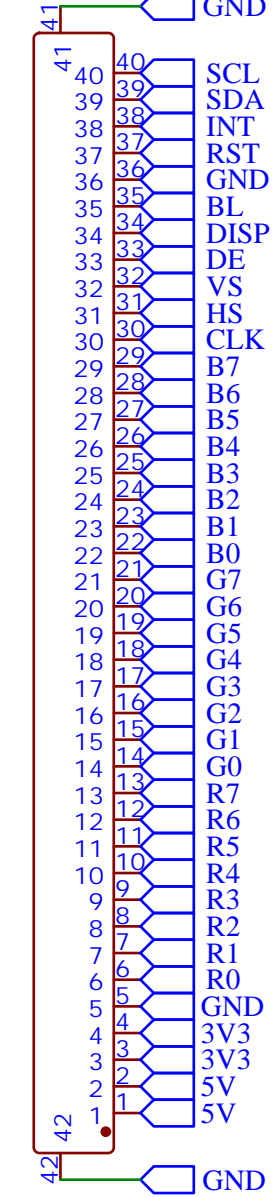 41 GND
41
40 40 SCL
39 39 SDA
38 38 INT
37 37 RST
36 36 GND
35 35 BL
34 34 DISP
33 33 DE
32 32 VS
31 31 HS
30 30 CLK
29 29 B7
28 28 B6
27 27 B5
26 26 B4
25 25 B3
24 24 B2
23 23 B1
22 22 B0
21 21 G7
20 20 G6
19 19 G5
18 18 G4
17 17 G3
16 16 G2
15 15 G1
14 14 G0
13 13 R7
12 12 R6
11 11 R5
10 10 R4
9 9 R3
8 8 R2
7 7 R1
6 6 R0
5 5 GND
4 4 3V3
3 3 3V3
2 2 5V
1 1 5V
42
42 GND